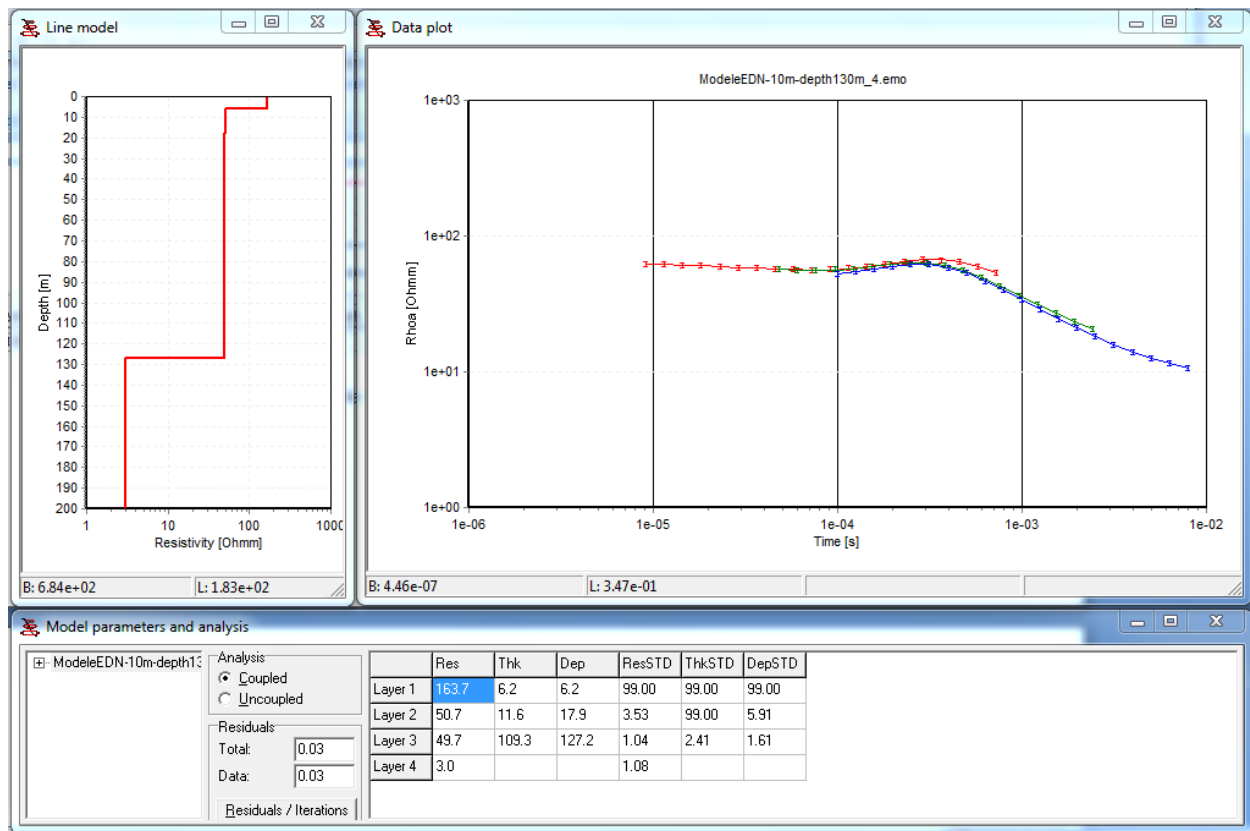 Line model
0
10
20
30
40
50
60
70
80
90
100
110
120
130
140
150
160
170
180
190
200
Depth [m]
1 10 100 1000
Resistivity [Ohmm]
B: 6.84e+02 L: 1.83e+02
Data plot
ModeleEDN-10m-depth130m_4.emo
1e+03
1e+02
1e+01
1e+00
Rhoa [Ohmm]
1e-06 1e-05 1e-04 1e-03 1e-02
Time [s]
B: 4.46e-07 L: 3.47e-01
Model parameters and analysis
ModeleEDN-10m-depth13
Analysis
Coupled
Uncoupled
Residuals
Total: 0.03
Data: 0.03
Residuals / Iterations
Res Thk Dep ResSTD ThkSTD DepSTD
Layer 1 163.7 6.2 6.2 99.00 99.00 99.00
Layer 2 50.7 11.6 17.9 3.53 99.00 5.91
Layer 3 49.7 109.3 127.2 1.04 2.41 1.61
Layer 4 3.0 1.08